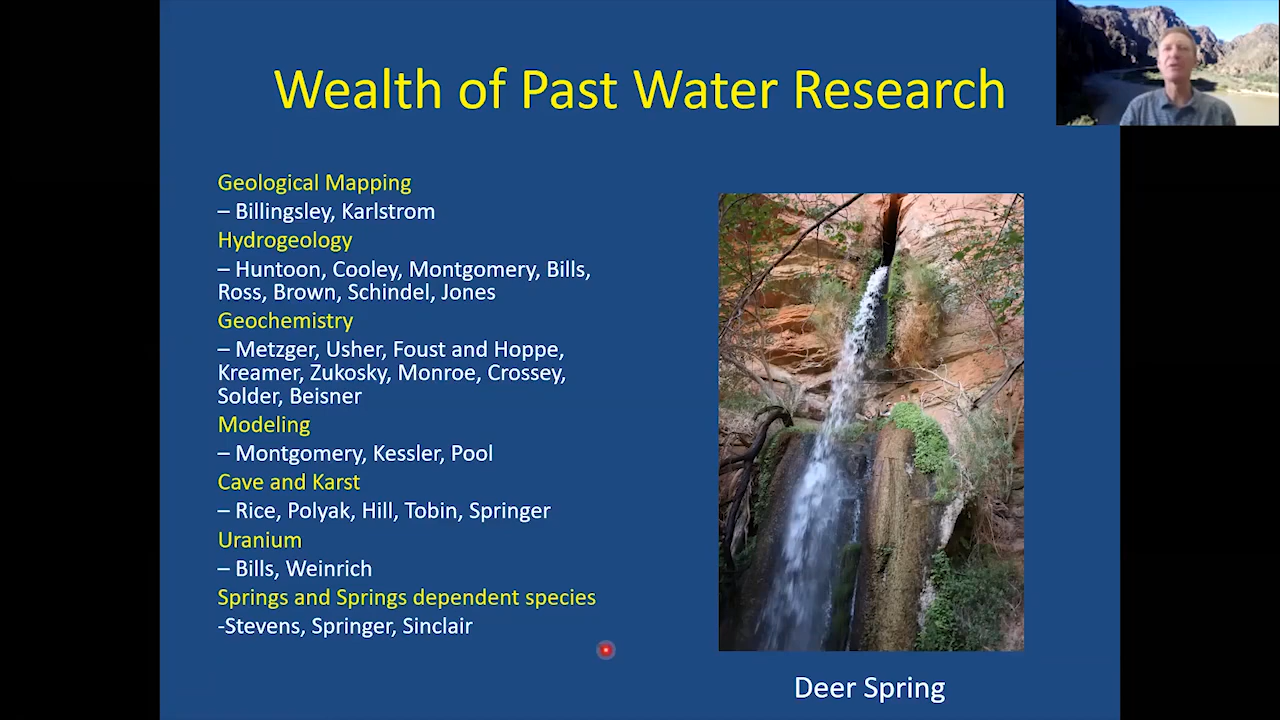 Wealth of Past Water Research
Geological Mapping
– Billingsley, Karlstrom
Hydrogeology
– Huntoon, Cooley, Montgomery, Bills,
Ross, Brown, Schindel, Jones
Geochemistry
– Metzger, Usher, Foust and Hoppe,
Kreamer, Zukosky, Monroe, Crossey,
Solder, Beisner
Modeling
– Montgomery, Kessler, Pool
Cave and Karst
– Rice, Polyak, Hill, Tobin, Springer
Uranium
– Bills, Weinrich
Springs and Springs dependent species
-Stevens, Springer, Sinclair
Deer Spring